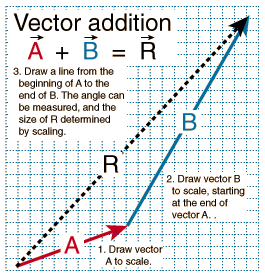 Vector addition
A + B = R
3. Draw a line from the
beginning of A to the
end of B. The angle can
be measured, and the
size of R determined
by scaling.
B
R
2. Draw vector B
to scale, starting
at the end of
vector A. .
A
1. Draw vector
A to scale.